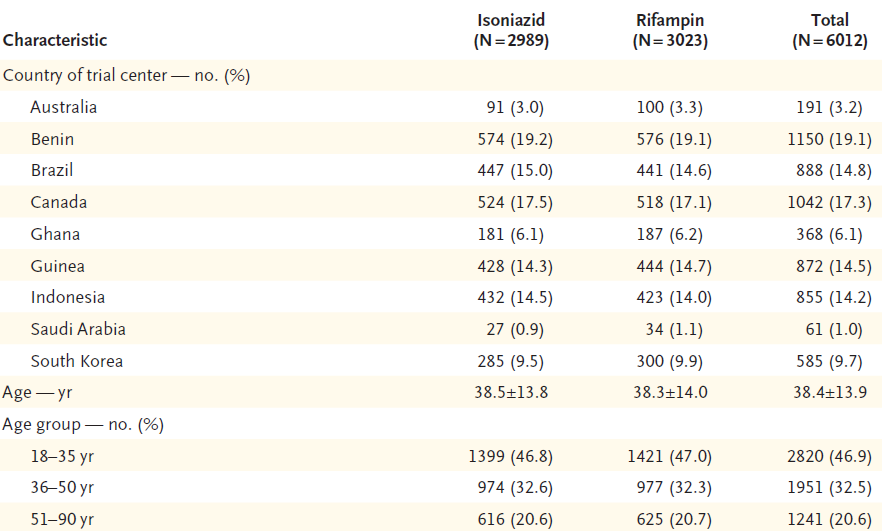 Characteristic Isoniazid (N=2989) Rifampin (N=3023) Total (N=6012)
Country of trial center — no. (%)
Australia 91 (3.0) 100 (3.3) 191 (3.2)
Benin 574 (19.2) 576 (19.1) 1150 (19.1)
Brazil 447 (15.0) 441 (14.6) 888 (14.8)
Canada 524 (17.5) 518 (17.1) 1042 (17.3)
Ghana 181 (6.1) 187 (6.2) 368 (6.1)
Guinea 428 (14.3) 444 (14.7) 872 (14.5)
Indonesia 432 (14.5) 423 (14.0) 855 (14.2)
Saudi Arabia 27 (0.9) 34 (1.1) 61 (1.0)
South Korea 285 (9.5) 300 (9.9) 585 (9.7)
Age — yr 38.5±13.8 38.3±14.0 38.4±13.9
Age group — no. (%)
18–35 yr 1399 (46.8) 1421 (47.0) 2820 (46.9)
36–50 yr 974 (32.6) 977 (32.3) 1951 (32.5)
51–90 yr 616 (20.6) 625 (20.7) 1241 (20.6)